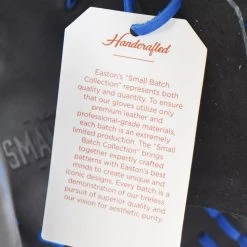 Handcrafted
Easton's "Small Batch
Collection" represents both
quality and quantity. To ensure
that our gloves utilize only
premium leather and
professional-grade materials,
each batch is an extremely
limited production. The "Small
Batch Collection" brings
together expertly crafted
patterns with Easton's best
minds to create unique and
iconic designs. Every batch is a
demonstration of our tireless
pursuit of superior quality and
our vision for aesthetic purity.
SMA